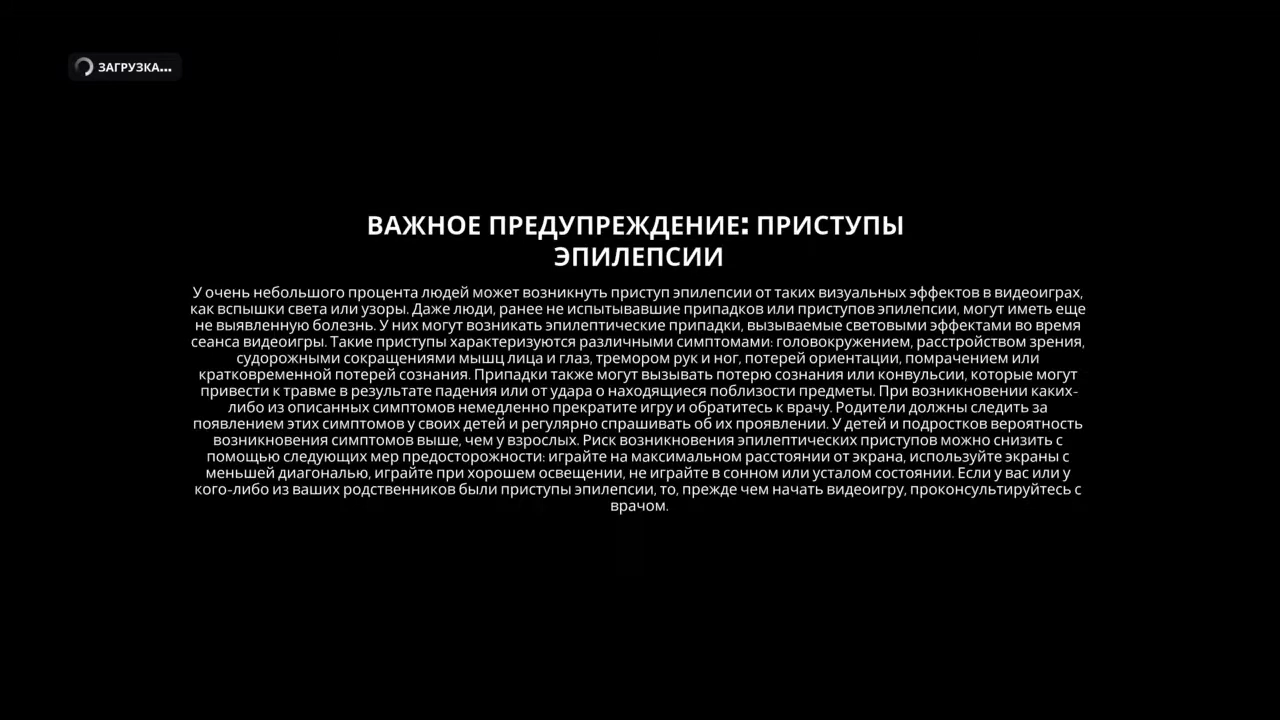 ЗАГРУЗКА...
ВАЖНОЕ ПРЕДУПРЕЖДЕНИЕ: ПРИСТУПЫ
ЭПИЛЕПСИИ
У очень небольшого процента людей может возникнуть приступ эпилепсии от таких визуальных эффектов в видеоиграх,
как вспышки света или узоры. Даже люди, ранее не испытывавшие припадков или приступов эпилепсии, могут иметь еще
не выявленную болезнь. У них могут возникать эпилептические припадки, вызываемые световыми эффектами во время
сеанса видеоигры. Такие приступы характеризуются различными симптомами: головокружением, расстройством зрения,
судорожными сокращениями мышц лица и глаз, тремором рук и ног, потерей ориентации, помрачением или
кратковременной потерей сознания. Припадки также могут вызывать потерю сознания или конвульсии, которые могут
привести к травме в результате падения или от удара о находящиеся поблизости предметы. При возникновении каких-
либо из описанных симптомов немедленно прекратите игру и обратитесь к врачу. Родители должны следить за
появлением этих симптомов у своих детей и регулярно спрашивать об их проявлении. У детей и подростков вероятность
возникновения симптомов выше, чем у взрослых. Риск возникновения эпилептических приступов можно снизить с
помощью следующих мер предосторожности: играйте на максимальном расстоянии от экрана, используйте экраны с
меньшей диагональю, играйте при хорошем освещении, не играйте в сонном или усталом состоянии. Если у вас или у
кого-либо из ваших родственников были приступы эпилепсии, то, прежде чем начать видеоигру, проконсультируйтесь с
врачом.